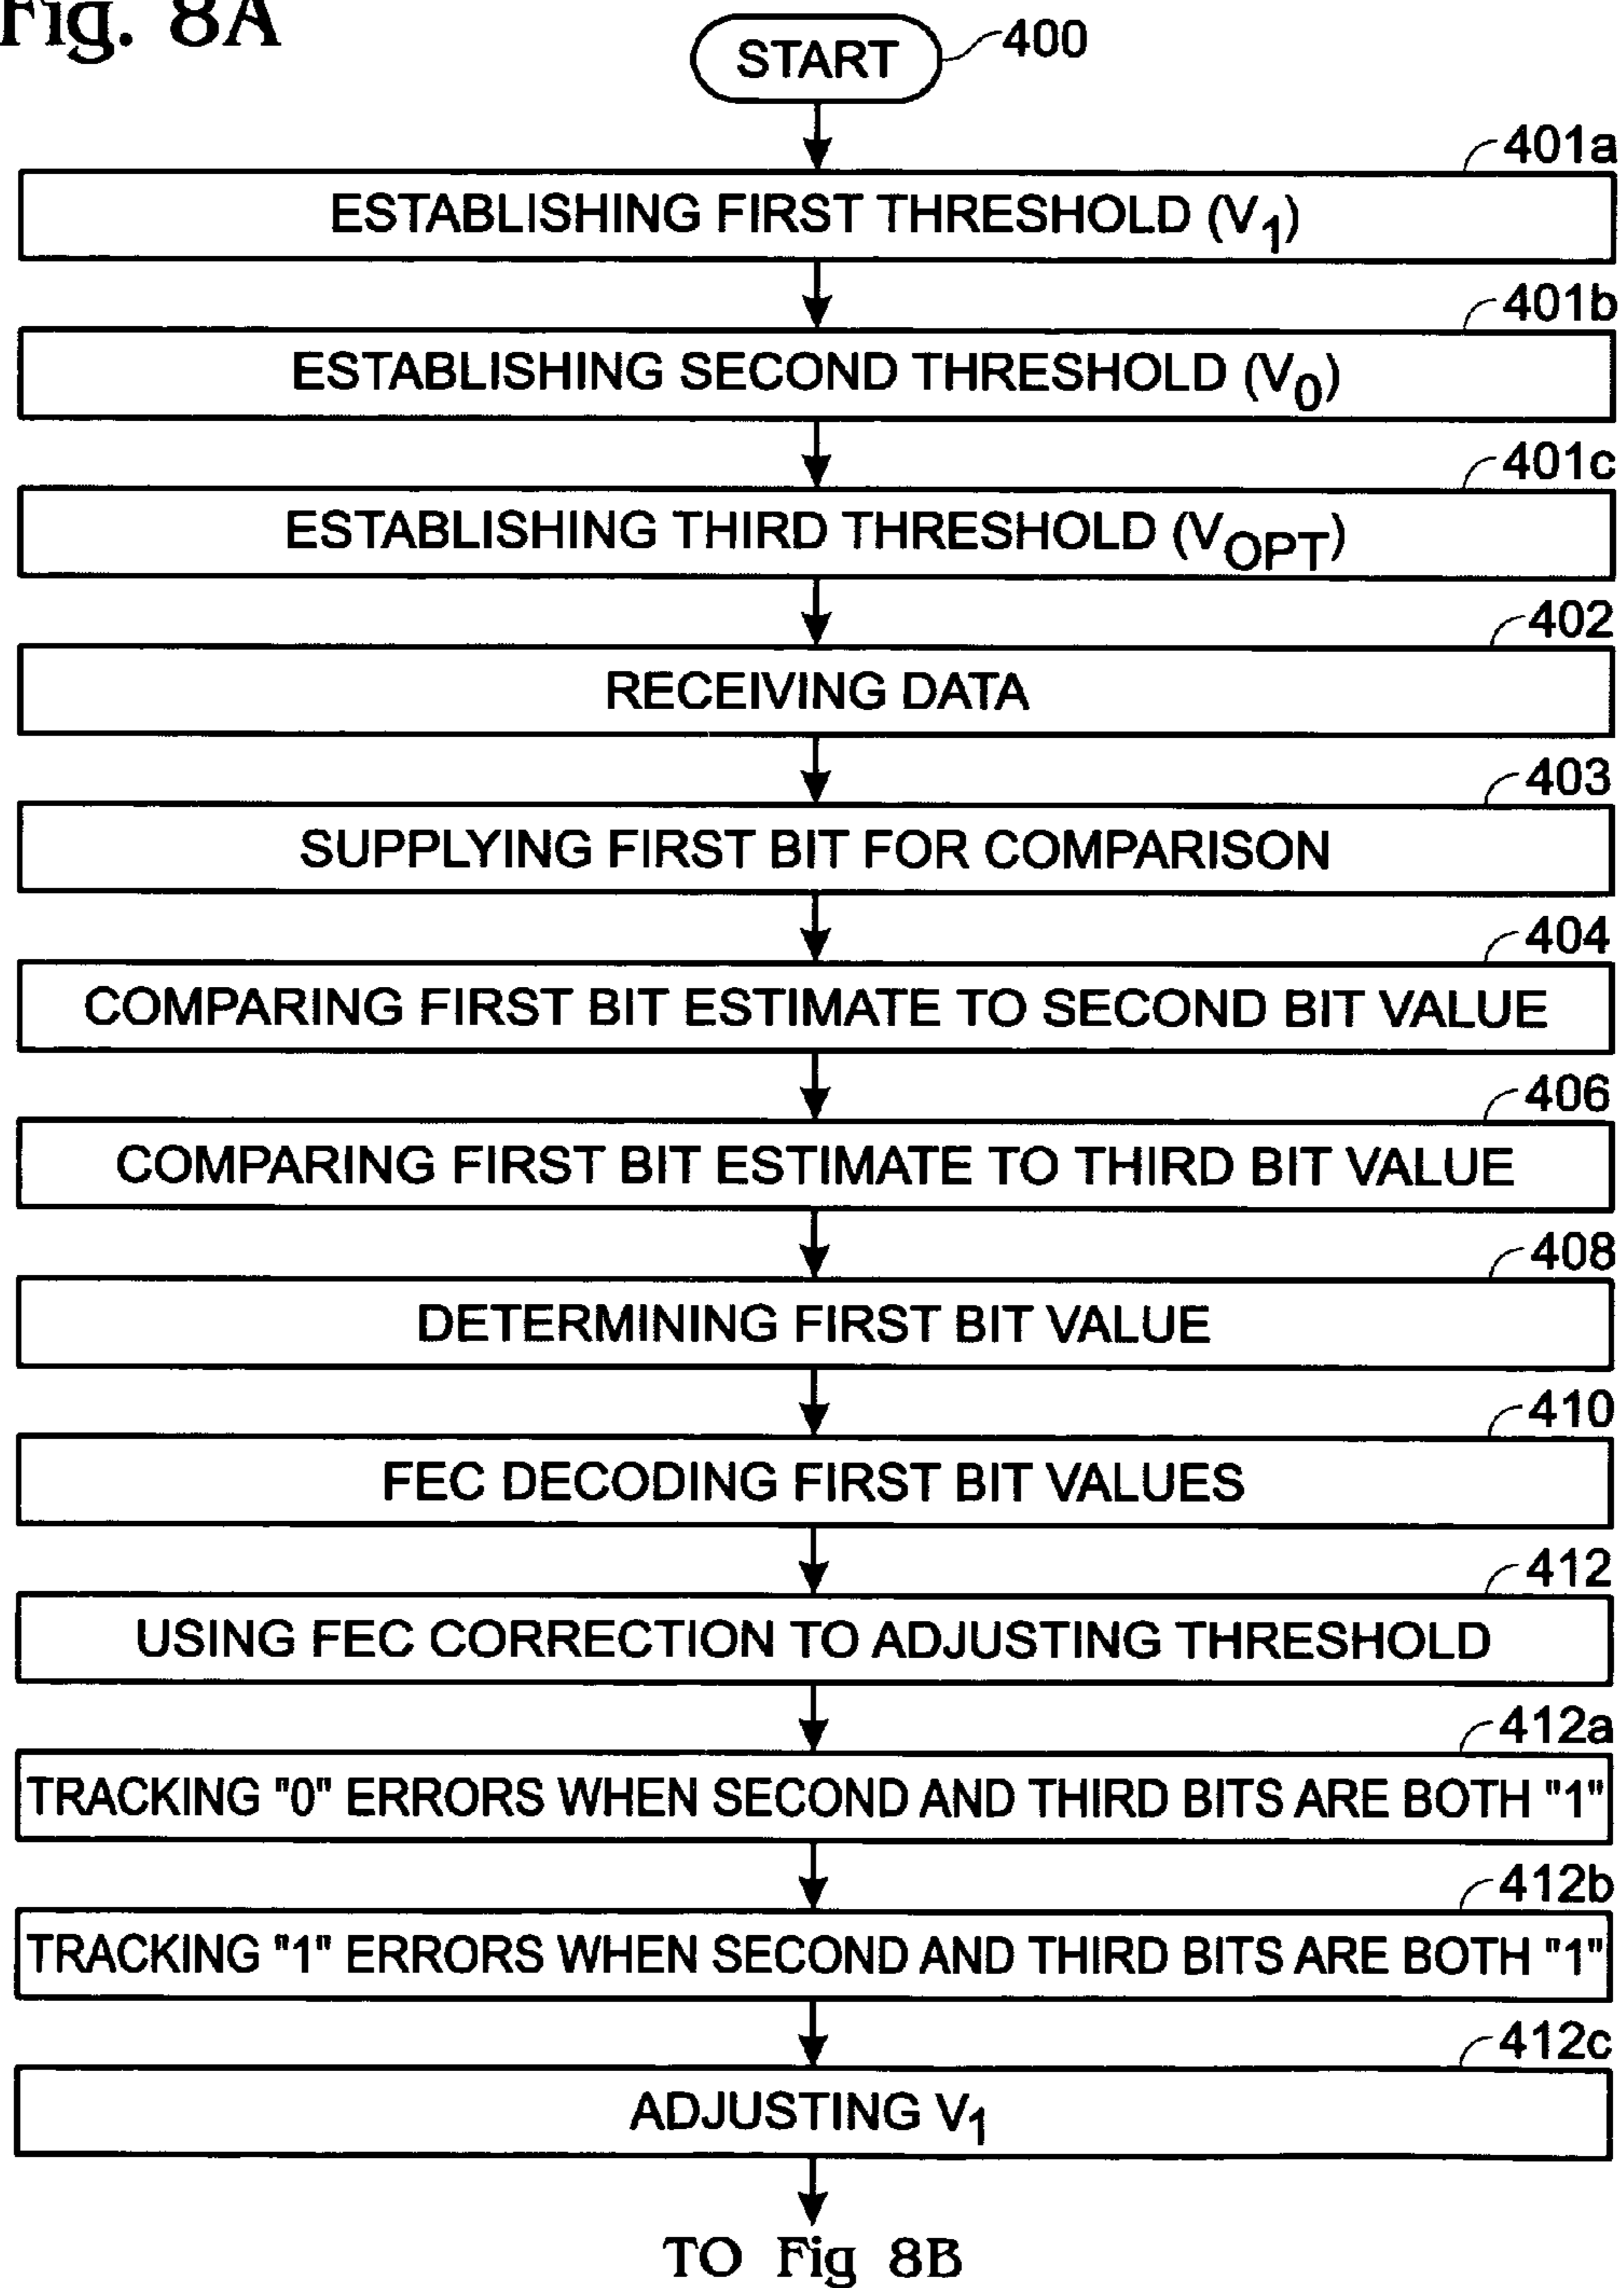 Fig. 8A
START
400
401a
ESTABLISHING FIRST THRESHOLD (V1)
401b
ESTABLISHING SECOND THRESHOLD (V0)
401c
ESTABLISHING THIRD THRESHOLD (VOPT)
402
RECEIVING DATA
403
SUPPLYING FIRST BIT FOR COMPARISON
404
COMPARING FIRST BIT ESTIMATE TO SECOND BIT VALUE
406
COMPARING FIRST BIT ESTIMATE TO THIRD BIT VALUE
408
DETERMINING FIRST BIT VALUE
410
FEC DECODING FIRST BIT VALUES
412
USING FEC CORRECTION TO ADJUSTING THRESHOLD
412a
TRACKING "0" ERRORS WHEN SECOND AND THIRD BITS ARE BOTH "1"
412b
TRACKING "1" ERRORS WHEN SECOND AND THIRD BITS ARE BOTH "1"
412c
ADJUSTING V1
TO Fig 8B